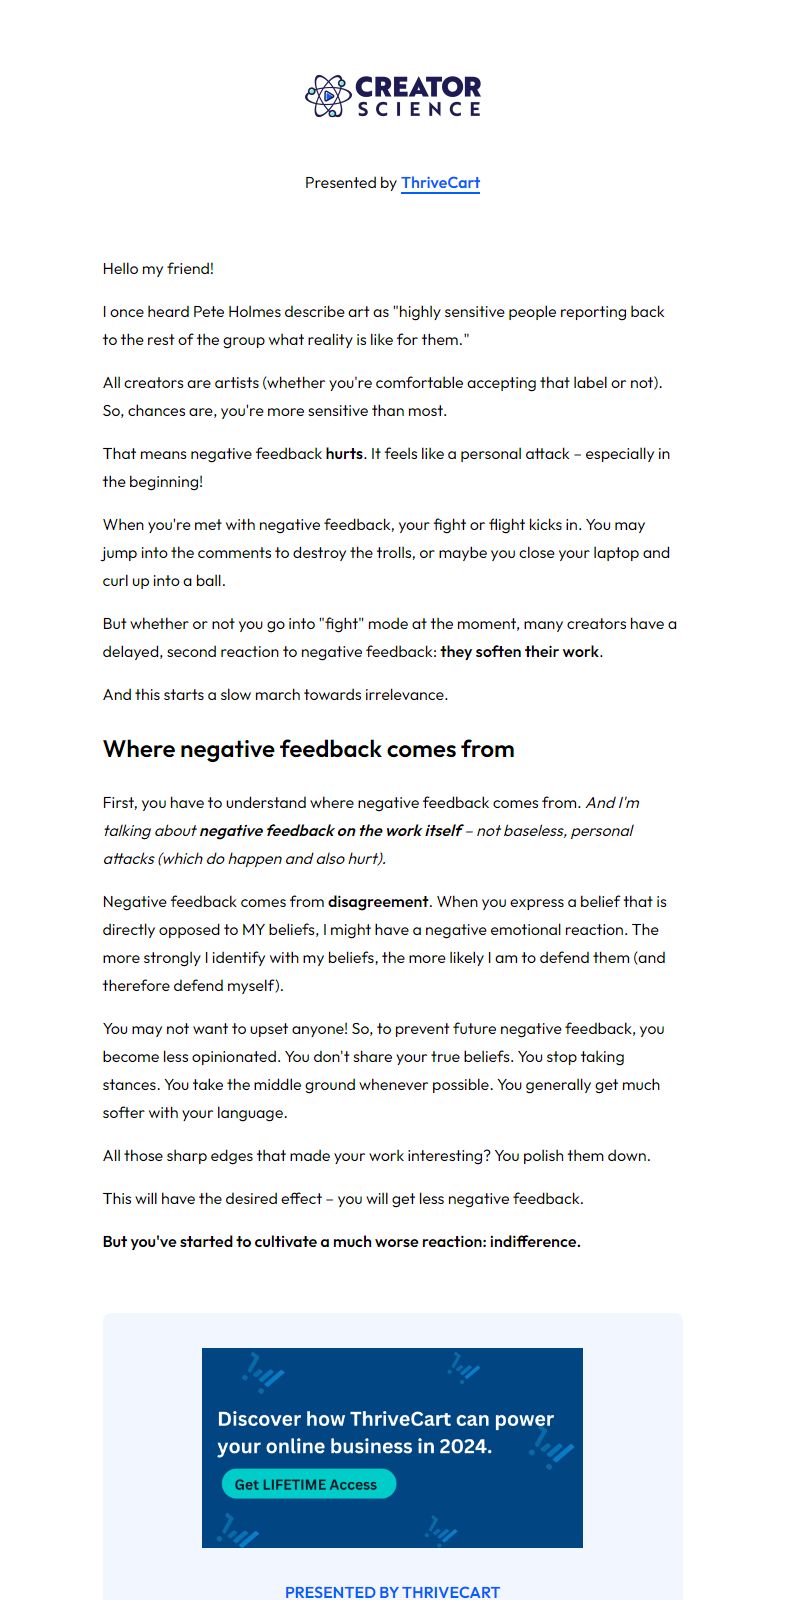 CREATOR
SCIENCE
Presented by ThriveCart
Hello my friend!
I once heard Pete Holmes describe art as "highly sensitive people reporting back
to the rest of the group what reality is like for them."
All creators are artists (whether you're comfortable accepting that label or not).
So, chances are, you're more sensitive than most.
That means negative feedback hurts. It feels like a personal attack – especially in
the beginning!
When you're met with negative feedback, your fight or flight kicks in. You may
jump into the comments to destroy the trolls, or maybe you close your laptop and
curl up into a ball.
But whether or not you go into "fight" mode at the moment, many creators have a
delayed, second reaction to negative feedback: they soften their work.
And this starts a slow march towards irrelevance.
Where negative feedback comes from
First, you have to understand where negative feedback comes from. And I'm
talking about negative feedback on the work itself – not baseless, personal
attacks (which do happen and also hurt).
Negative feedback comes from disagreement. When you express a belief that is
directly opposed to MY beliefs, I might have a negative emotional reaction. The
more strongly I identify with my beliefs, the more likely I am to defend them (and
therefore defend myself).
You may not want to upset anyone! So, to prevent future negative feedback, you
become less opinionated. You don't share your true beliefs. You stop taking
stances. You take the middle ground whenever possible. You generally get much
softer with your language.
All those sharp edges that made your work interesting? You polish them down.
This will have the desired effect – you will get less negative feedback.
But you've started to cultivate a much worse reaction: indifference.
Discover how ThriveCart can power
your online business in 2024.
Get LIFETIME Access
PRESENTED BY THRIVECART